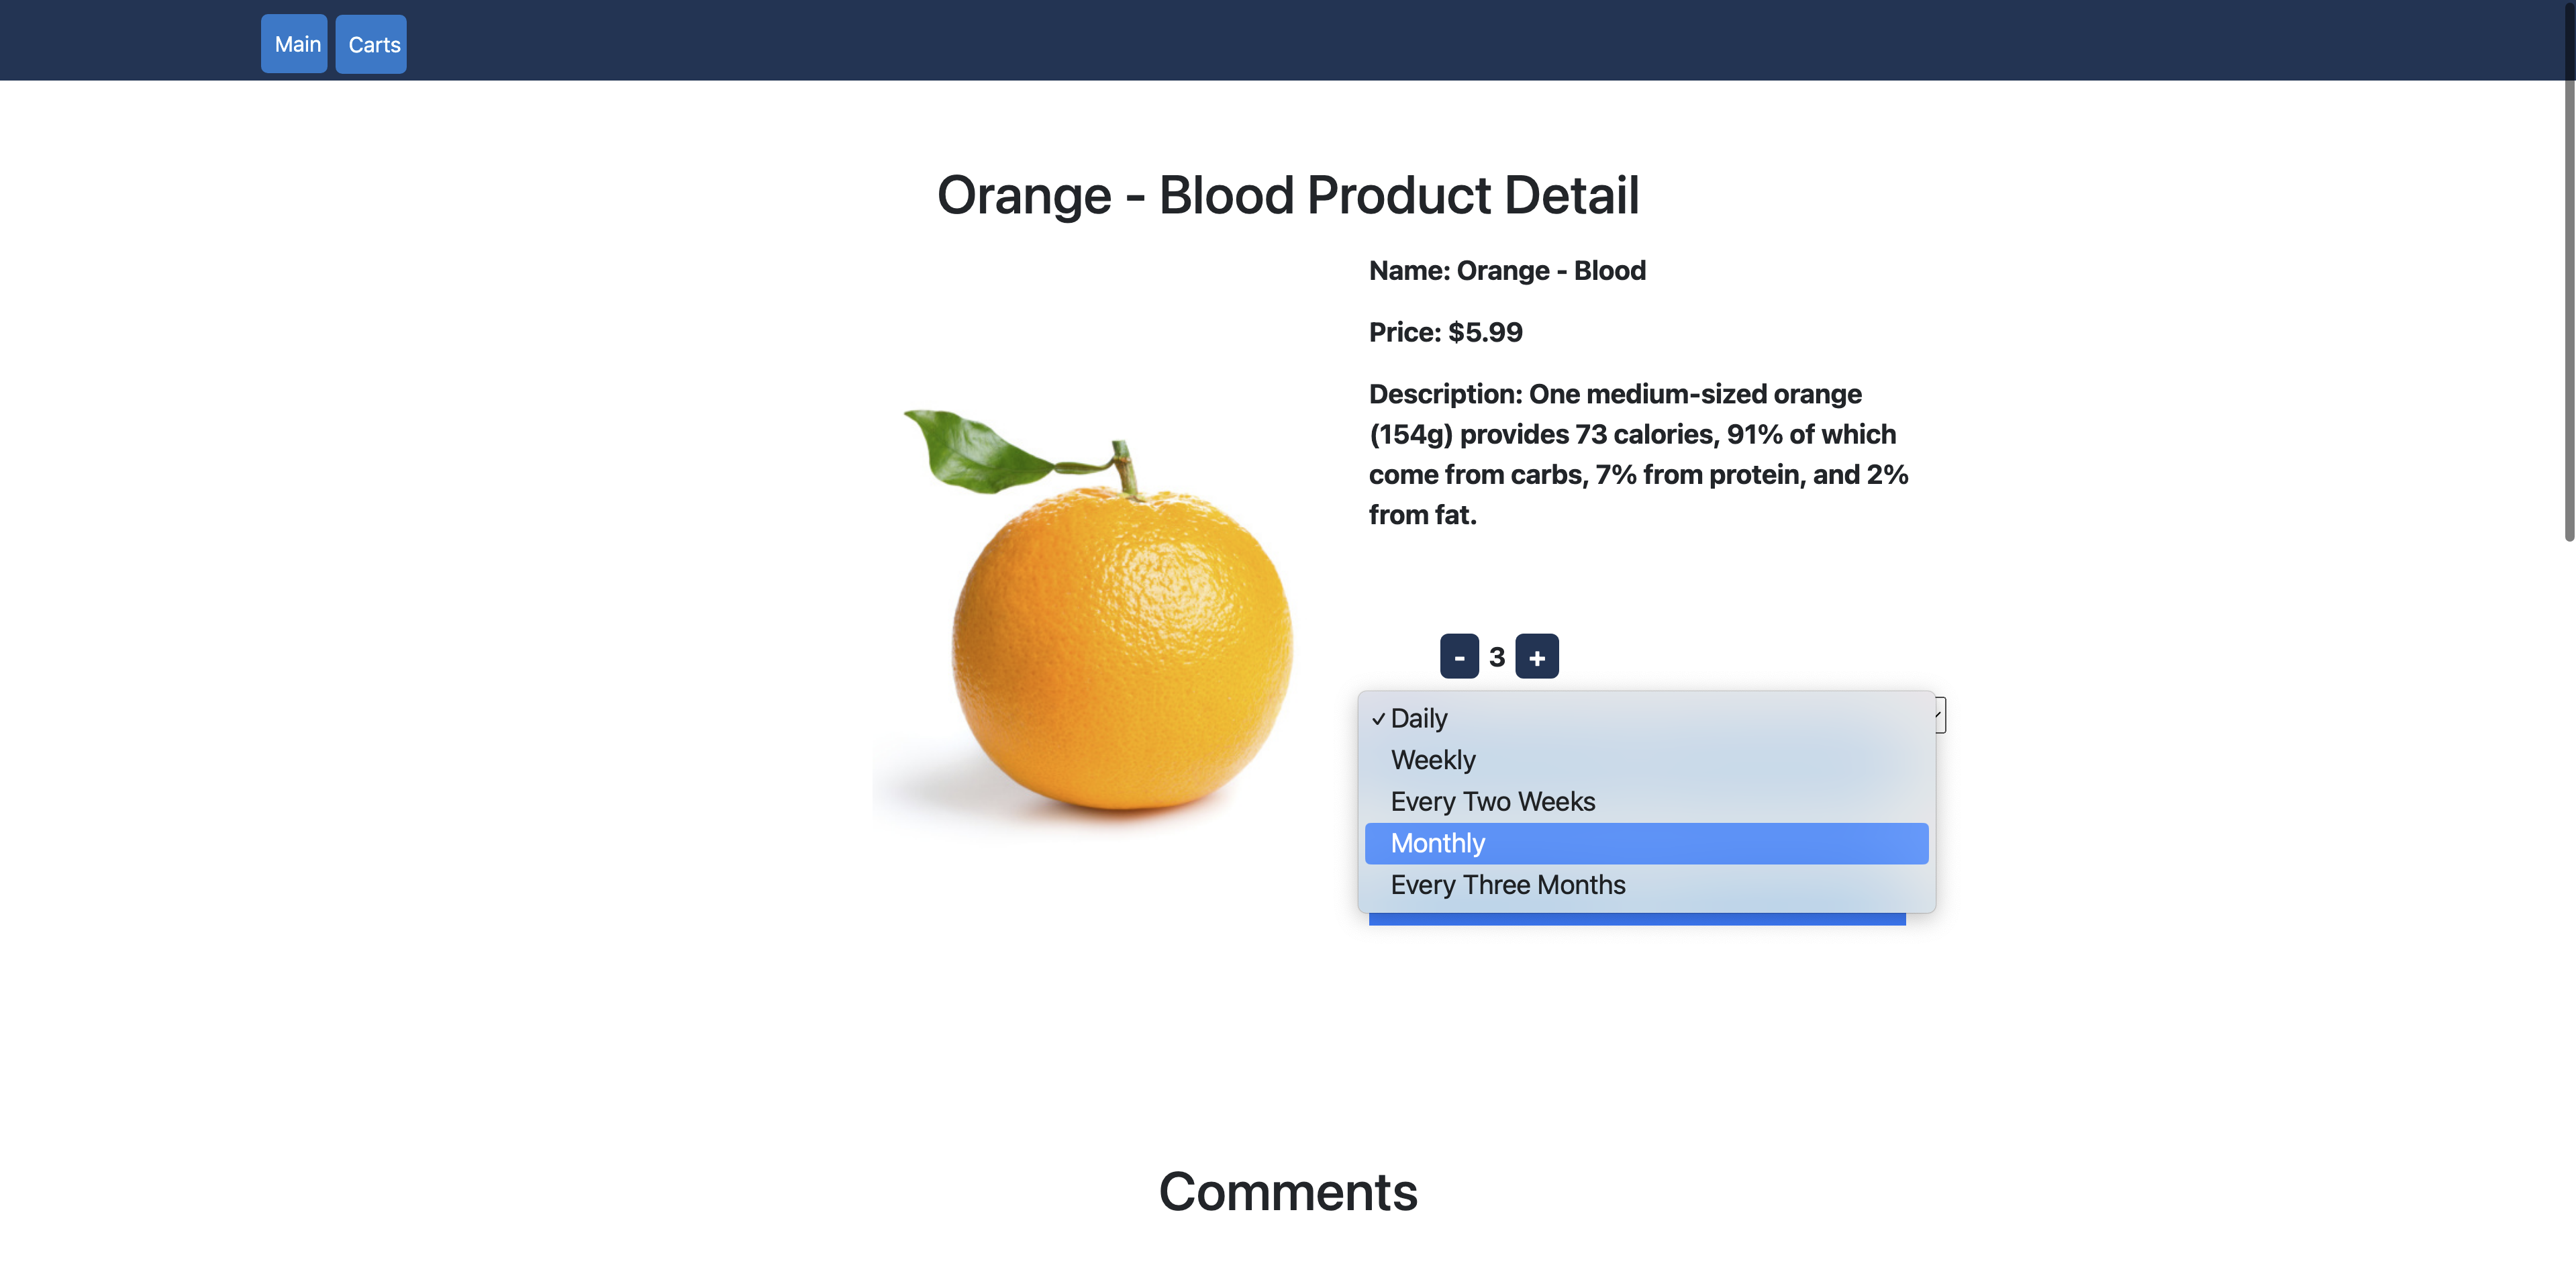 Main Carts
Orange - Blood Product Detail
Name: Orange - Blood
Price: $5.99
Description: One medium-sized orange
(154g) provides 73 calories, 91% of which
come from carbs, 7% from protein, and 2%
from fat.
- 3 +
✓ Daily
Weekly
Every Two Weeks
Monthly
Every Three Months
Comments